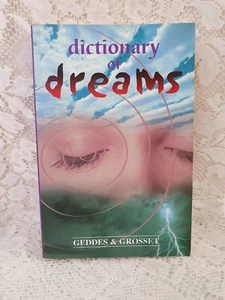 dictionary
of
dreams
GEDDES & GROSSET